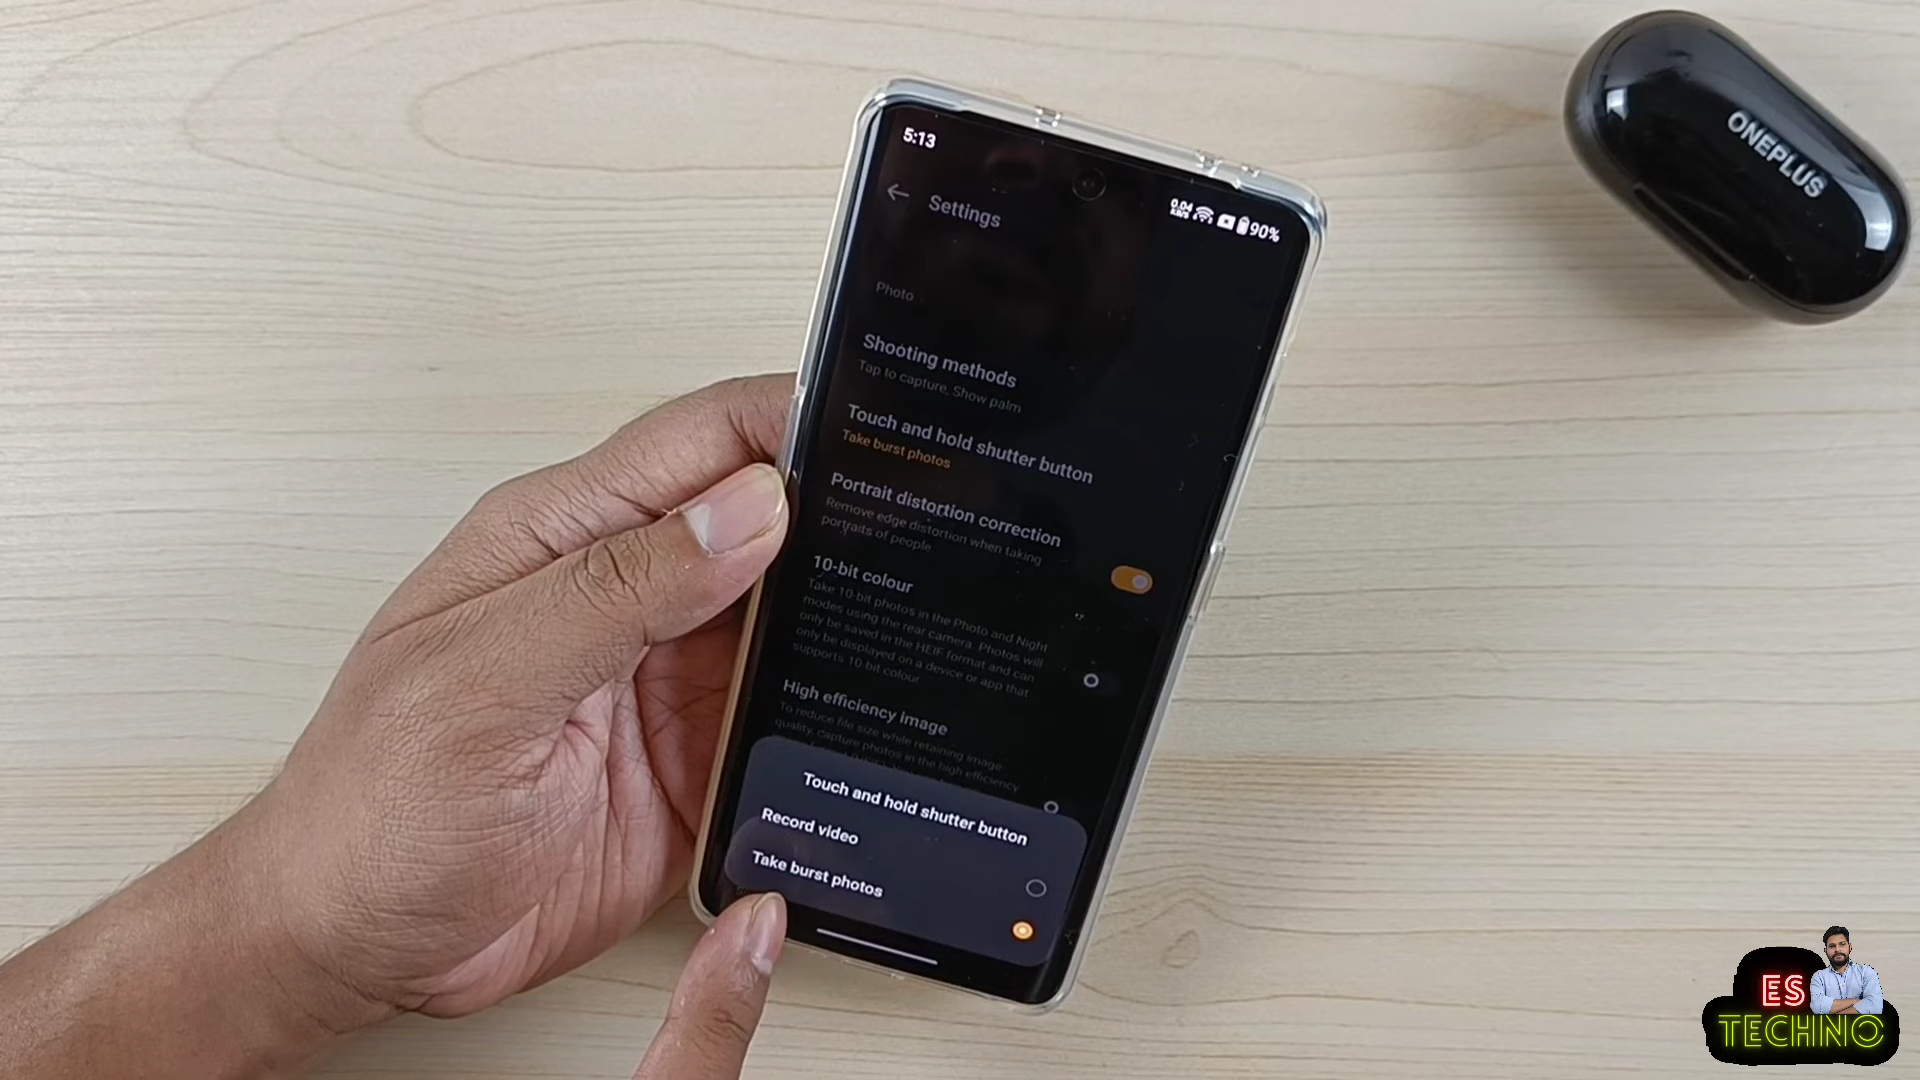 5:13
0.04
KB/S
90%
Settings
Photo
Shooting methods
Tap to capture, Show palm
Touch and hold shutter button
Take burst photos
Portrait distortion correction
Remove edge distortion when taking
portraits of people
10-bit colour
Take 10-bit photos in the Photo and Night
modes using the rear camera. Photos will
only be saved in the HEIF format and can
only be displayed on a device or app that
supports 10-bit colour.
High efficiency image
To reduce file size while retaining image
quality, capture photos in the high efficiency
Touch and hold shutter button
Record video
Take burst photos
ONEPLUS
ES
TECHNO